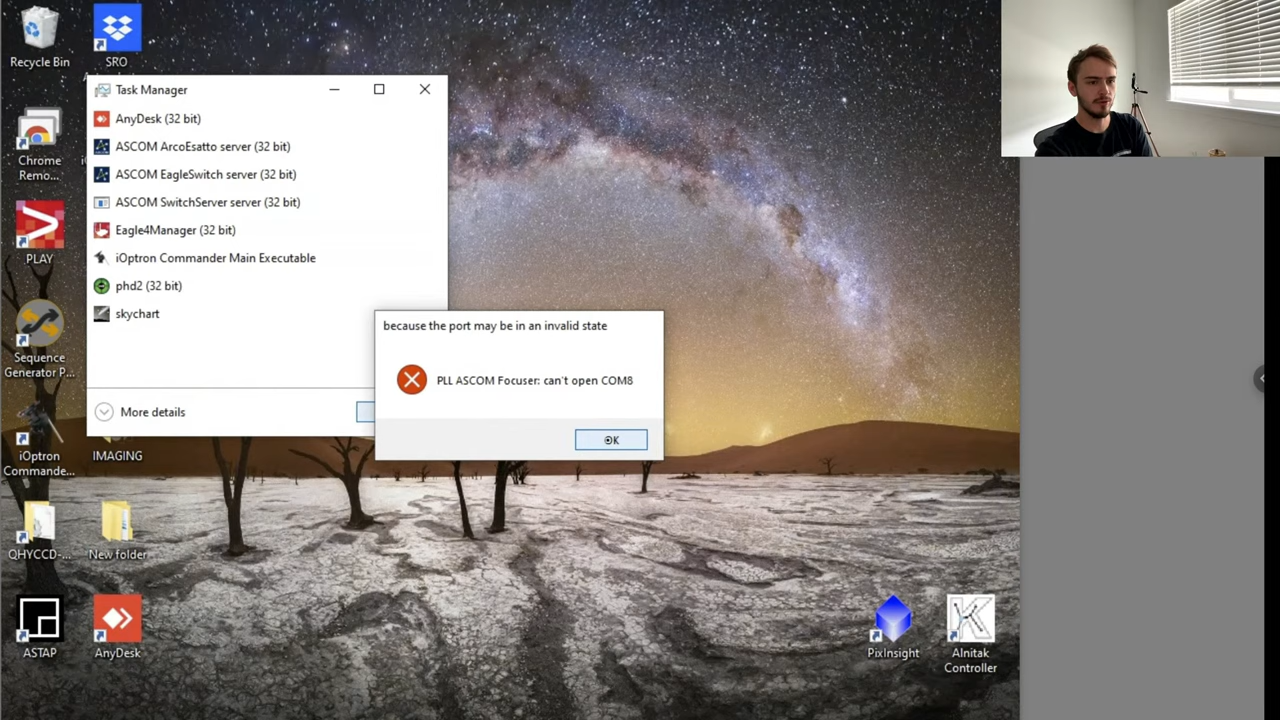 Recycle Bin
SRO
Chrome
Remo...
PLAY
Sequence
Generator P...
iOptron
Commande...
IMAGING
QHYCCD-...
New folder
ASTAP
AnyDesk
Task Manager
AnyDesk (32 bit)
ASCOM ArcoEsatto server (32 bit)
ASCOM EagleSwitch server (32 bit)
ASCOM SwitchServer server (32 bit)
Eagle4Manager (32 bit)
iOptron Commander Main Executable
phd2 (32 bit)
skychart
More details
because the port may be in an invalid state
PLL ASCOM Focuser: can't open COM8
OK
PixInsight
Alnitak
Controller